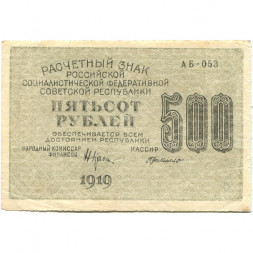 АБ-053
РАСЧЕТНЫЙ ЗНАК
РОССИЙСКОЙ
СОЦИАЛИСТИЧЕСКОЙ ФЕДЕРАТИВНОЙ
СОВЕТСКОЙ РЕСПУБЛИКИ
ПЯТЬСОТ
РУБЛЕЙ
500
ОБЕСПЕЧИВАЕТСЯ ВСЕМ
ДОСТОЯНИЕМ РЕСПУБЛИКИ
НАРОДНЫЙ КОМИССАР
ФИНАНСОВ
КАССИР
1919